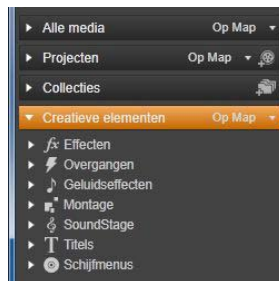 Alle media Op Map
Projecten Op Map
Collecties
Creatieve elementen Op Map
fx Effecten
Overgangen
Geluidseffecten
Montage
SoundStage
T Titels
Schijfmenus